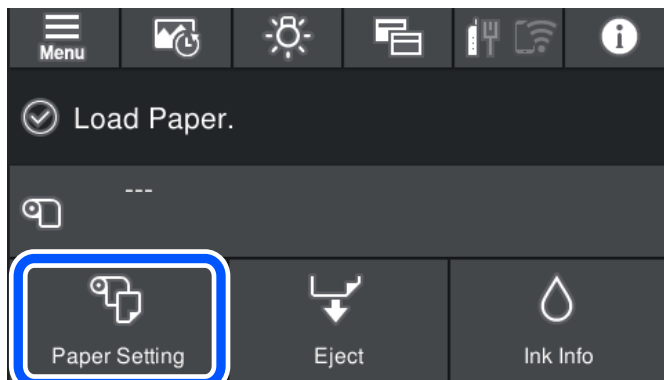 Menu
Load Paper.
---
Paper Setting
Eject
Ink Info